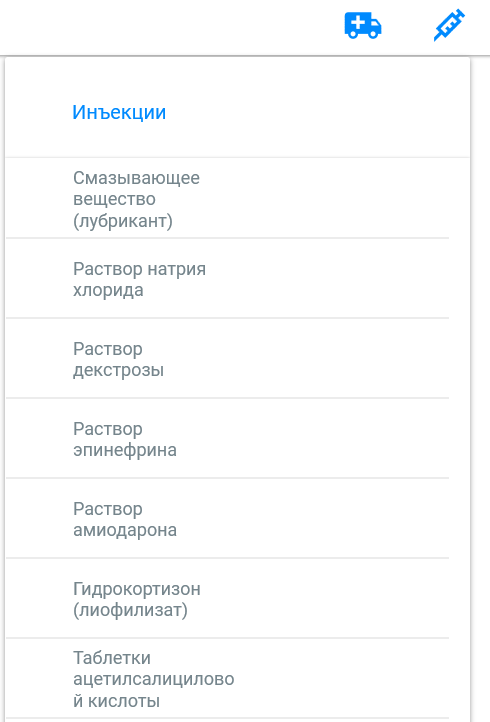 Инъекции
Смазывающее
вещество
(лубрикант)
Раствор натрия
хлорида
Раствор
декстрозы
Раствор
эпинефрина
Раствор
амиодарона
Гидрокортизон
(лиофилизат)
Таблетки
ацетилсалицилово
й кислоты